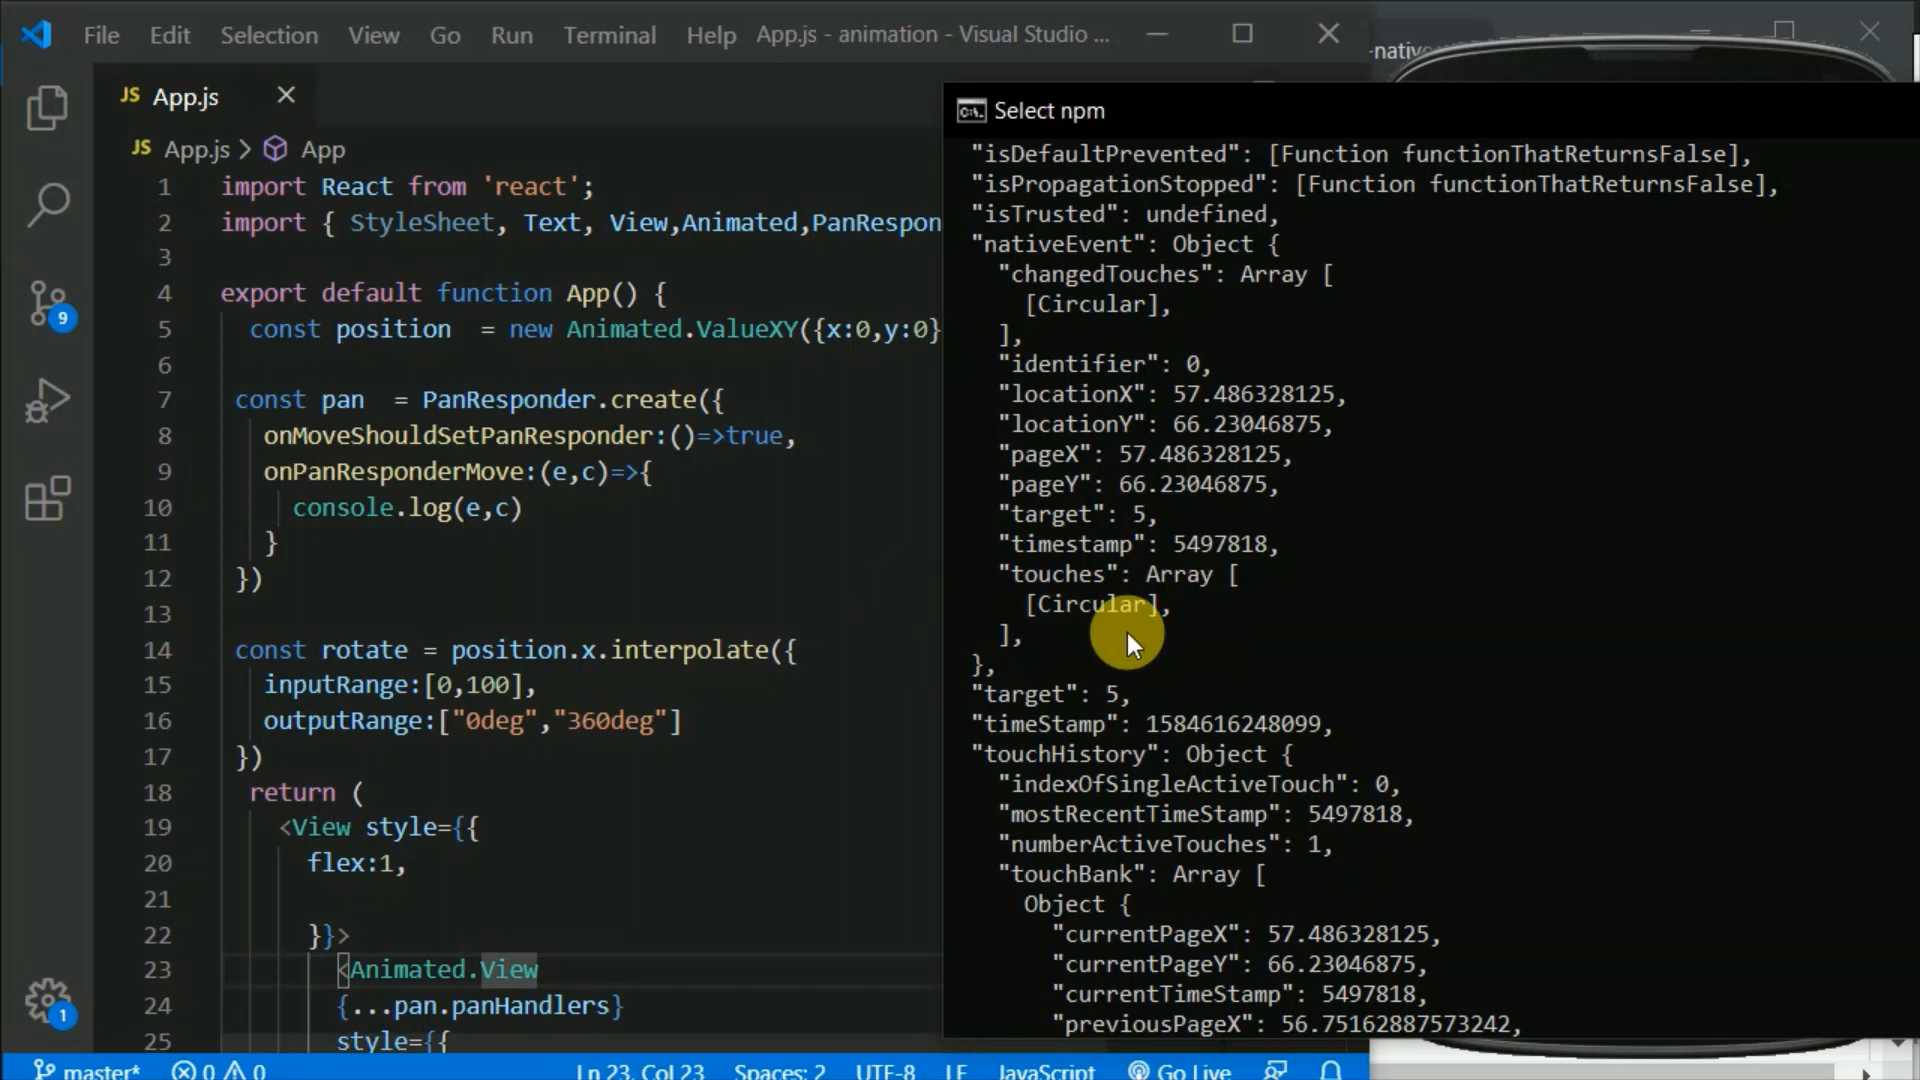 File Edit Selection View Go Run Terminal Help App.js - animation - Visual Studio ...
JS App.js
JS App.js > App
1 import React from 'react';
2 import { StyleSheet, Text, View,Animated,PanRespon
3
4 export default function App() {
5 const position  = new Animated.ValueXY({x:0,y:0}
6
7 const pan  = PanResponder.create({
8 onMoveShouldSetPanResponder:()=>true,
9 onPanResponderMove:(e,c)=>{
10 console.log(e,c)
11 }
12 })
13
14 const rotate = position.x.interpolate({
15 inputRange:[0,100],
16 outputRange:["0deg","360deg"]
17 })
18 return (
19 <View style={{
20 flex:1,
21
22 }}>
23 <Animated.View
24 {...pan.panHandlers}
25 style={{
9
1
master* 0 0 Ln 23, Col 23 Spaces: 2 UTF-8 LF JavaScript Go Live
-native
C:\. Select npm
"isDefaultPrevented": [Function functionThatReturnsFalse],
"isPropagationStopped": [Function functionThatReturnsFalse],
"isTrusted": undefined,
"nativeEvent": Object {
"changedTouches": Array [
[Circular],
],
"identifier": 0,
"locationX": 57.486328125,
"locationY": 66.23046875,
"pageX": 57.486328125,
"pageY": 66.23046875,
"target": 5,
"timestamp": 5497818,
"touches": Array [
[Circular],
],
},
"target": 5,
"timeStamp": 1584616248099,
"touchHistory": Object {
"indexOfSingleActiveTouch": 0,
"mostRecentTimeStamp": 5497818,
"numberActiveTouches": 1,
"touchBank": Array [
Object {
"currentPageX": 57.486328125,
"currentPageY": 66.23046875,
"currentTimeStamp": 5497818,
"previousPageX": 56.75162887573242,